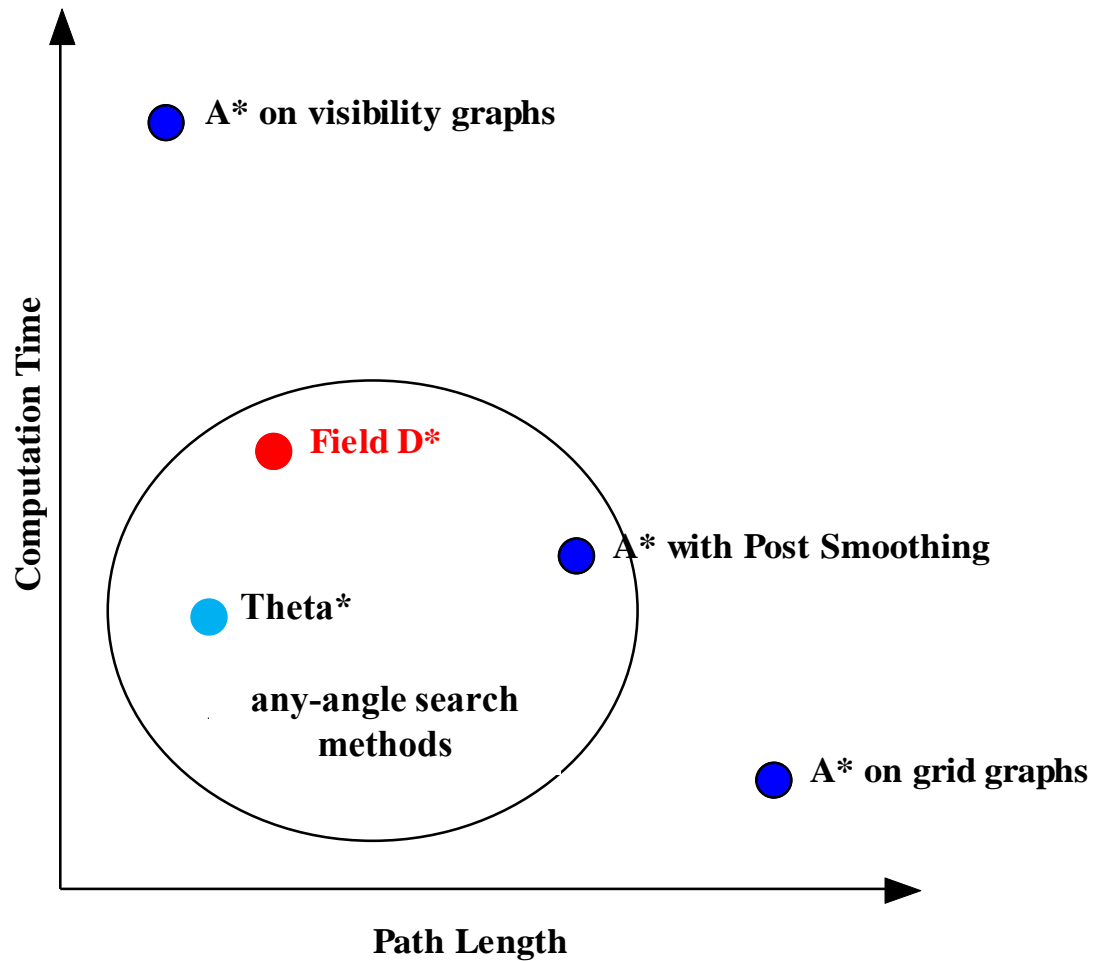 A* on visibility graphs
Computation Time
Field D*
A* with Post Smoothing
Theta*
any-angle search
methods
A* on grid graphs
Path Length